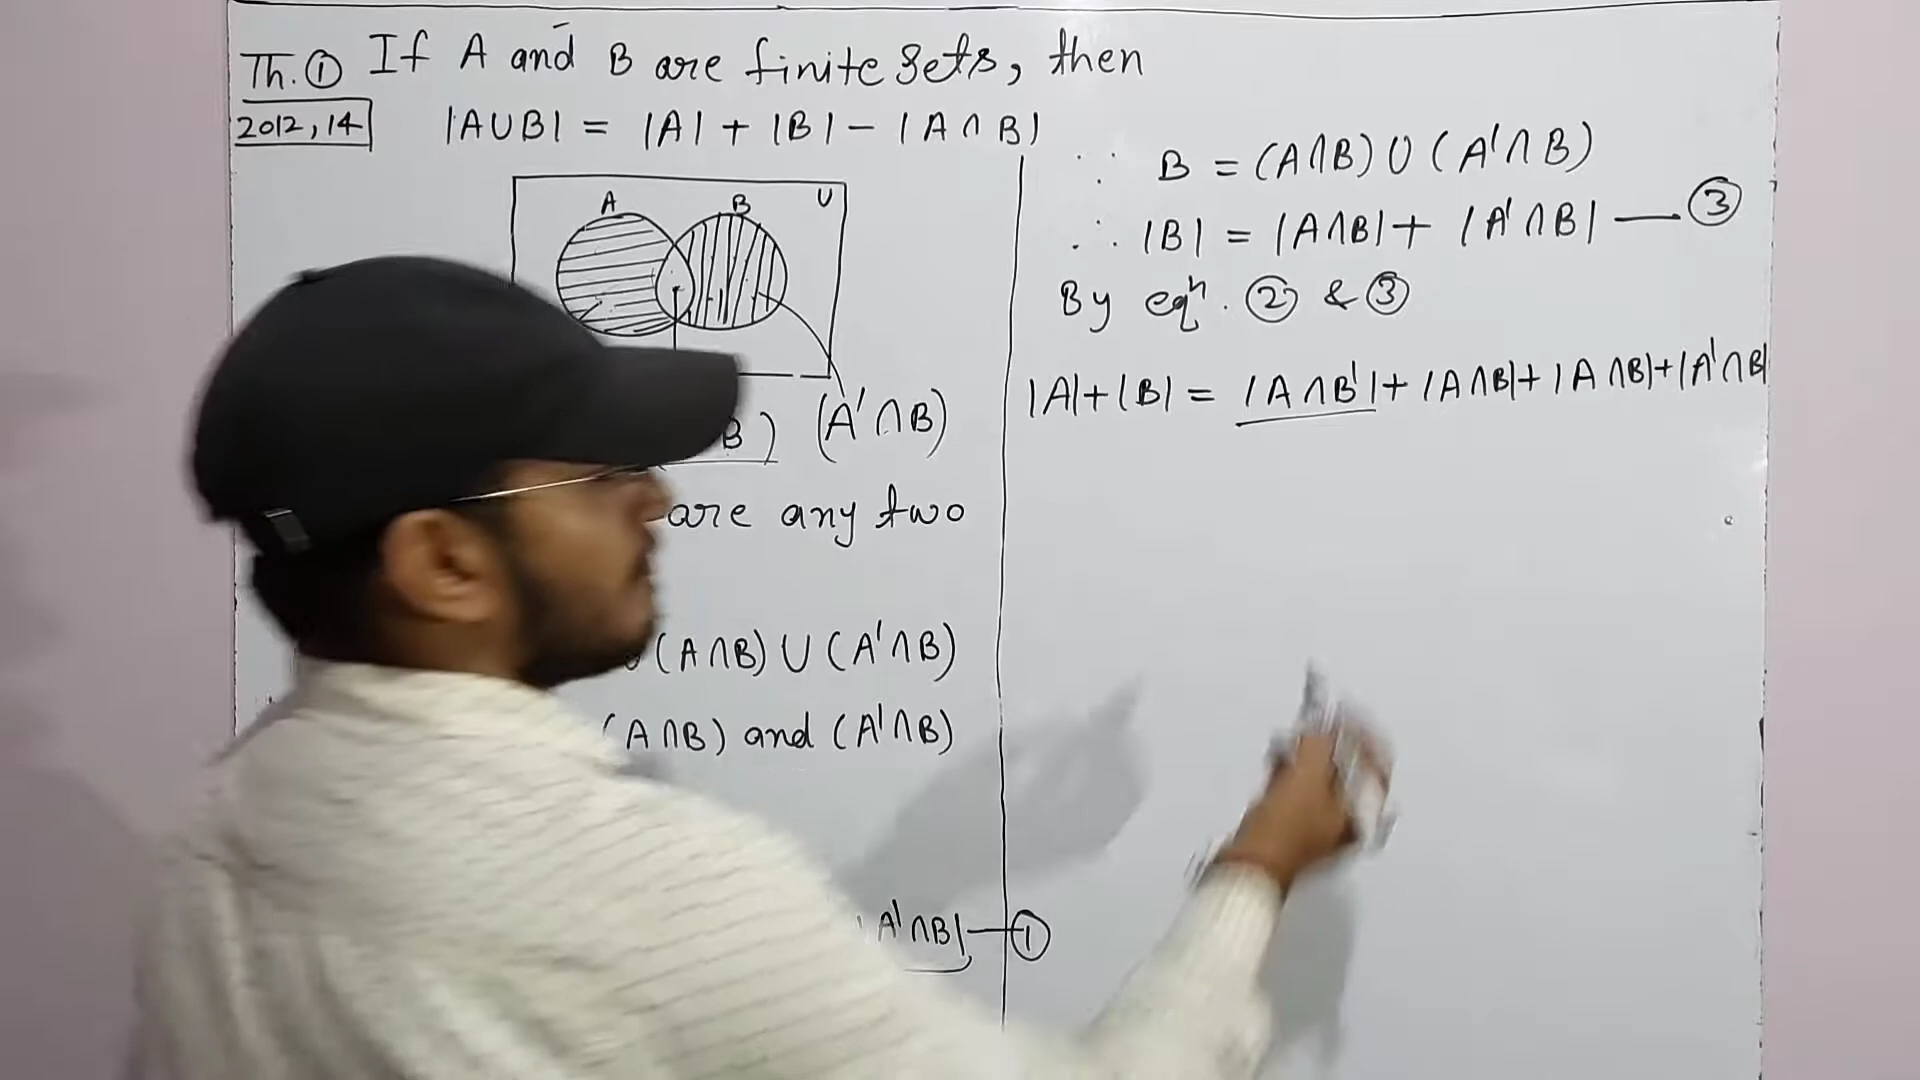 Th. ① If A and B are finite sets, then
2012, 14
|A∪B| = |A| + |B| - |A ∩ B|
A B U
B) (A'∩B)
are any two
(A∩B) ∪ (A'∩B)
(A∩B) and (A'∩B)
A'∩B| — ①
∵ B = (A∩B) ∪ (A'∩B)
∴ |B| = |A∩B| + |A'∩B| — ③
By eqⁿ. ② & ③
|A|+|B| = |A∩B'| + |A∩B| + |A∩B| + |A'∩B|